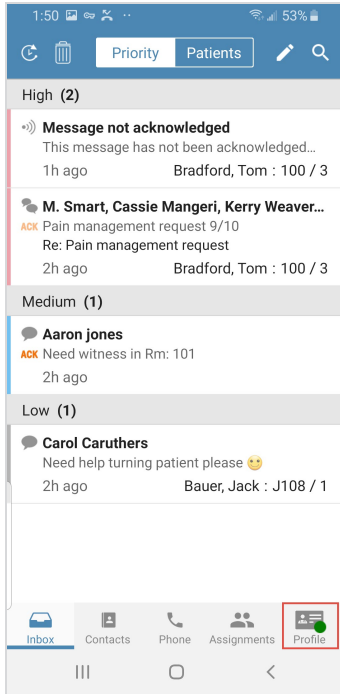 1:50
53%
Priority Patients
High (2)
Message not acknowledged
This message has not been acknowledged...
1h ago Bradford, Tom : 100 / 3
M. Smart, Cassie Mangeri, Kerry Weaver...
ACK Pain management request 9/10
Re: Pain management request
2h ago Bradford, Tom : 100 / 3
Medium (1)
Aaron jones
ACK Need witness in Rm: 101
2h ago
Low (1)
Carol Caruthers
Need help turning patient please 🙂
2h ago Bauer, Jack : J108 / 1
Inbox Contacts Phone Assignments Profile